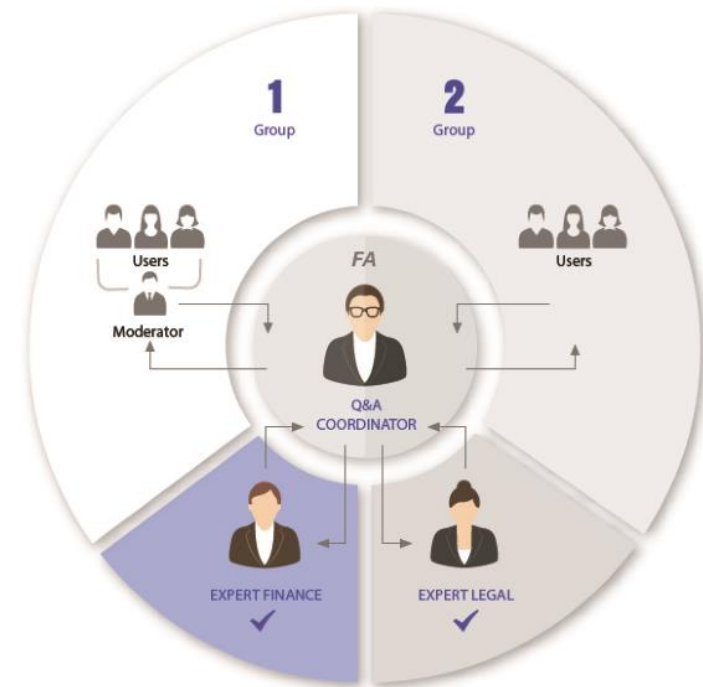 1
Group
2
Group
Users
Moderator
Users
FA
Q&A
COORDINATOR
EXPERT FINANCE
EXPERT LEGAL